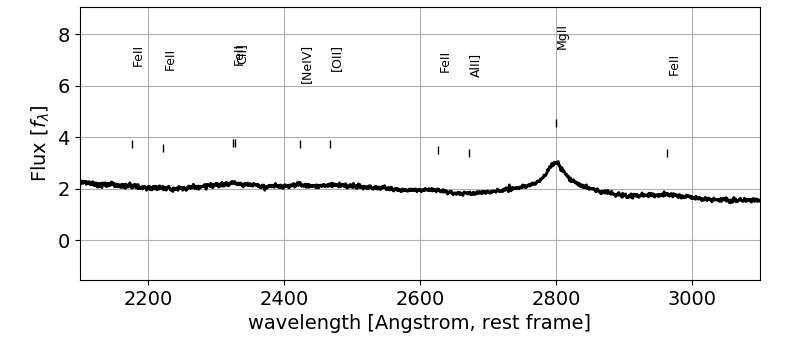 8
6
4
2
0
Flux [fλ]
FeII
FeII
FeII
CII]
[NeIV]
[OII]
FeII
AlII]
MgII
FeII
2200 2400 2600 2800 3000
wavelength [Angstrom, rest frame]